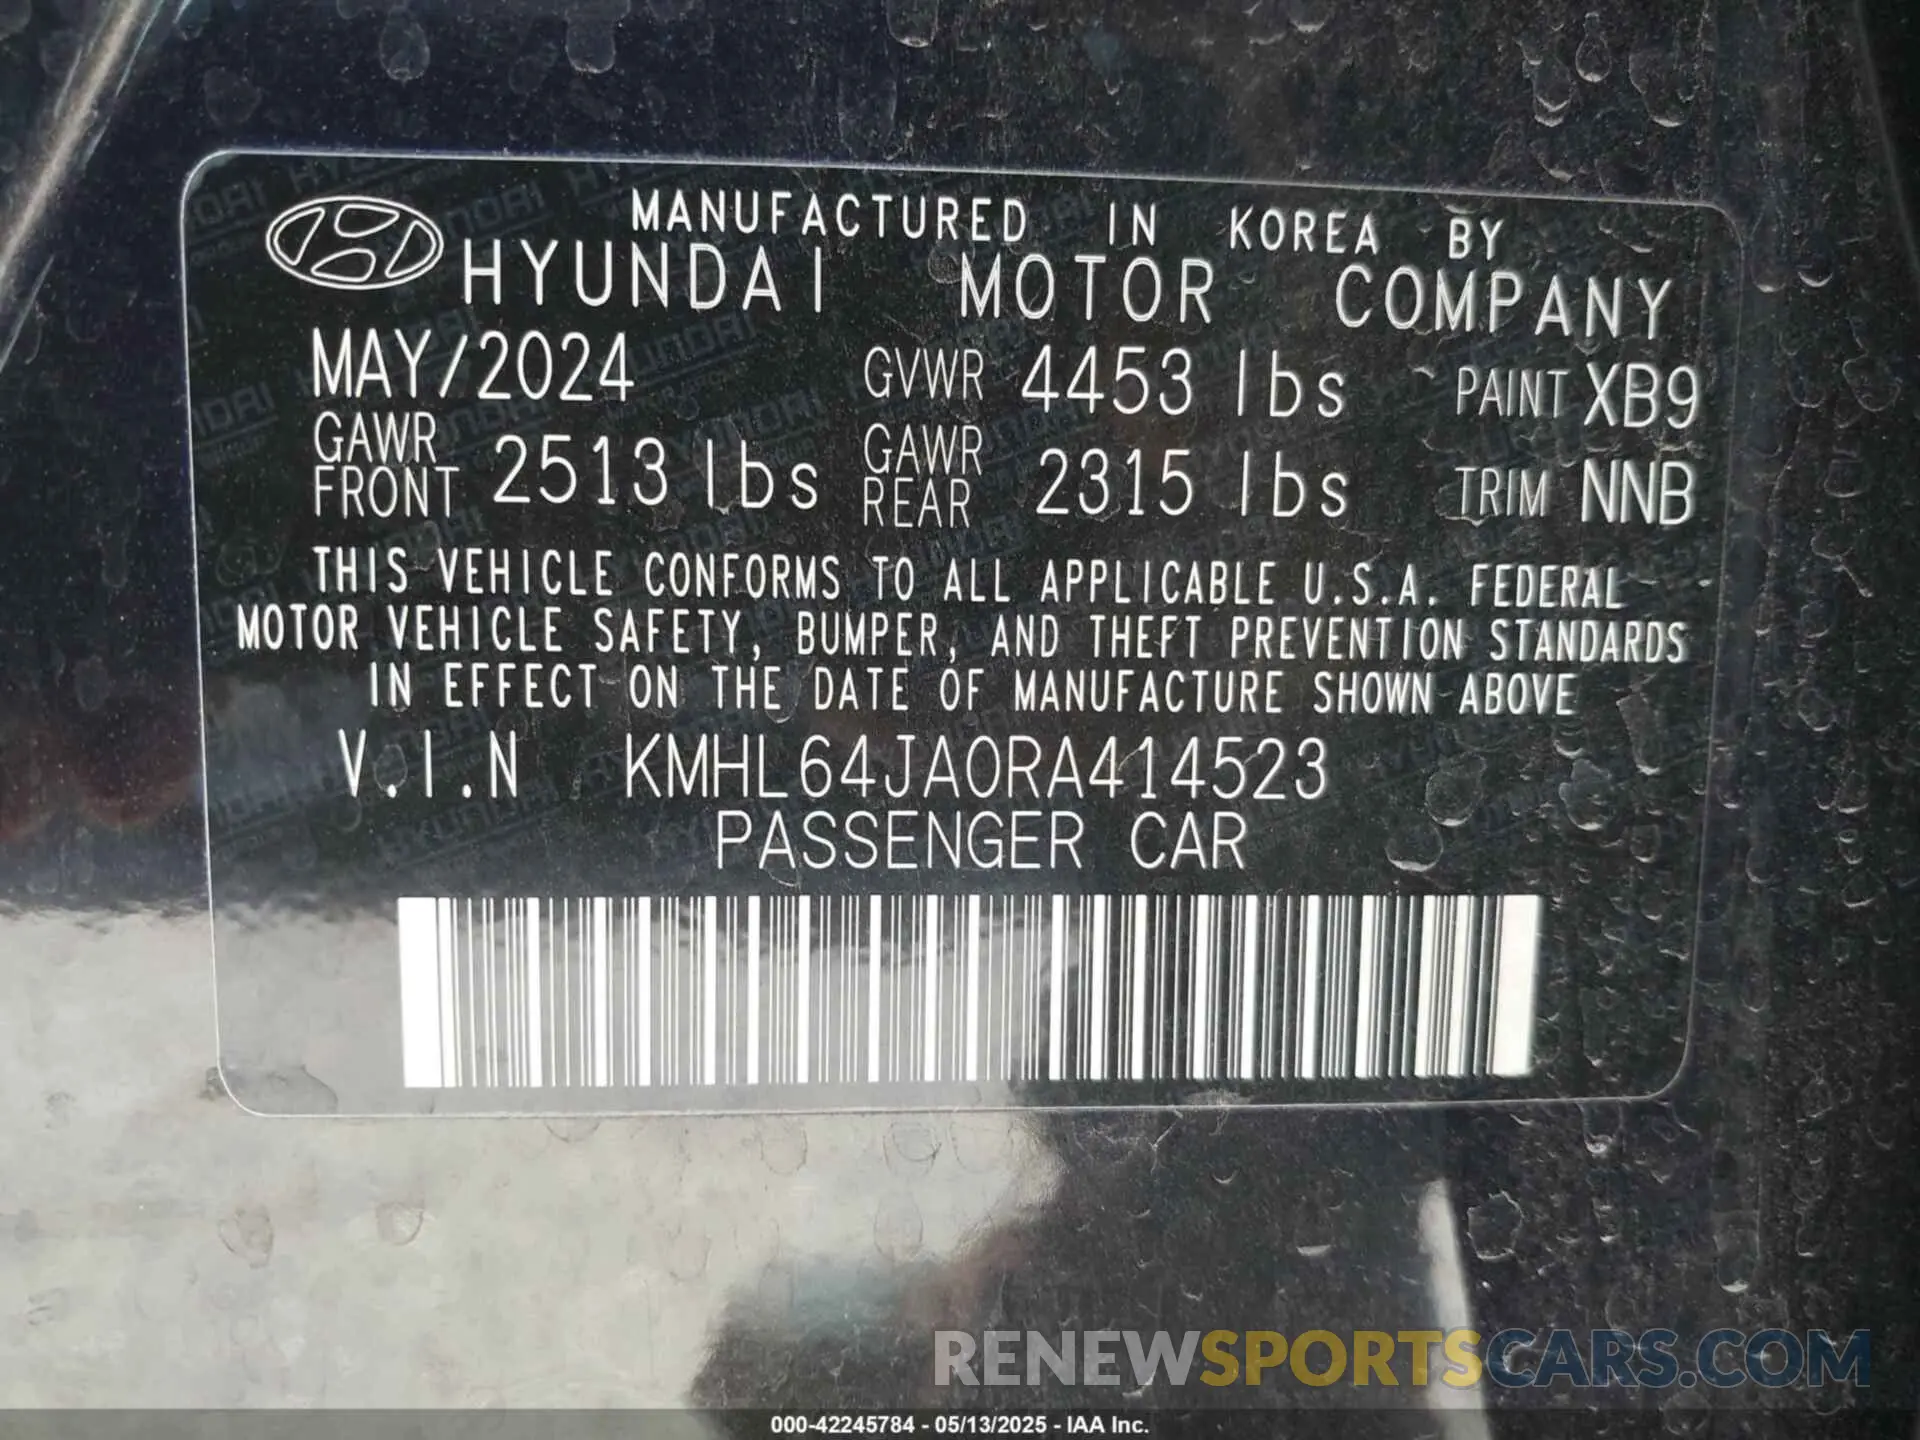 MANUFACTURED IN KOREA BY
HYUNDAI MOTOR COMPANY
MAY/2024 GVWR 4453 lbs PAINT XB9
GAWR FRONT 2513 lbs GAWR REAR 2315 lbs TRIM NNB
THIS VEHICLE CONFORMS TO ALL APPLICABLE U.S.A. FEDERAL
MOTOR VEHICLE SAFETY, BUMPER, AND THEFT PREVENTION STANDARDS
IN EFFECT ON THE DATE OF MANUFACTURE SHOWN ABOVE
V.I.N KMHL64JA0RA414523
PASSENGER CAR
RENEWSPORTSCARS.COM
000-42245784 - 05/13/2025 - IAA Inc.